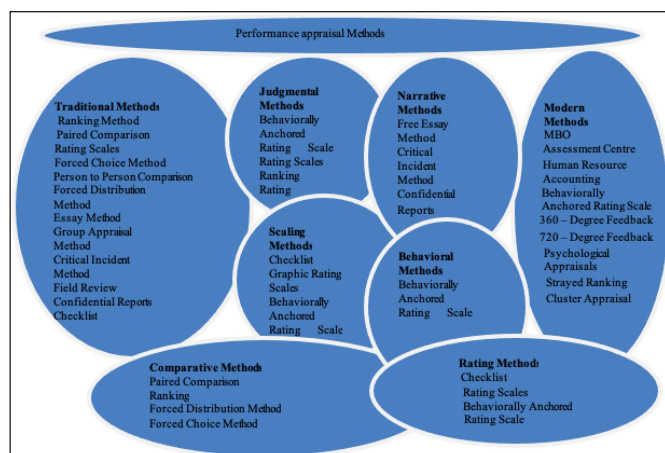 Performance appraisal Methods
Traditional Methods
Ranking Method
Paired Comparison
Rating Scales
Forced Choice Method
Person to Person Comparison
Forced Distribution
Method
Essay Method
Group Appraisal
Method
Critical Incident
Method
Field Review
Confidential Reports
Checklist
Judgmental
Methods
Behaviorally
Anchored
Rating Scale
Rating Scales
Ranking
Rating
Narrative
Methods
Free Essay
Method
Critical
Incident
Method
Confidential
Reports
Modern
Methods
MBO
Assessment Centre
Human Resource
Accounting
Behaviorally
Anchored Rating Scale
360 – Degree Feedback
720 – Degree Feedback
Psychological
Appraisals
Strayed Ranking
Cluster Appraisal
Scaling
Methods
Checklist
Graphic Rating
Scales
Behaviorally
Anchored
Rating Scale
Behavioral
Methods
Behaviorally
Anchored
Rating Scale
Comparative Methods
Paired Comparison
Ranking
Forced Distribution Method
Forced Choice Method
Rating Methods
Checklist
Rating Scales
Behaviorally Anchored
Rating Scale